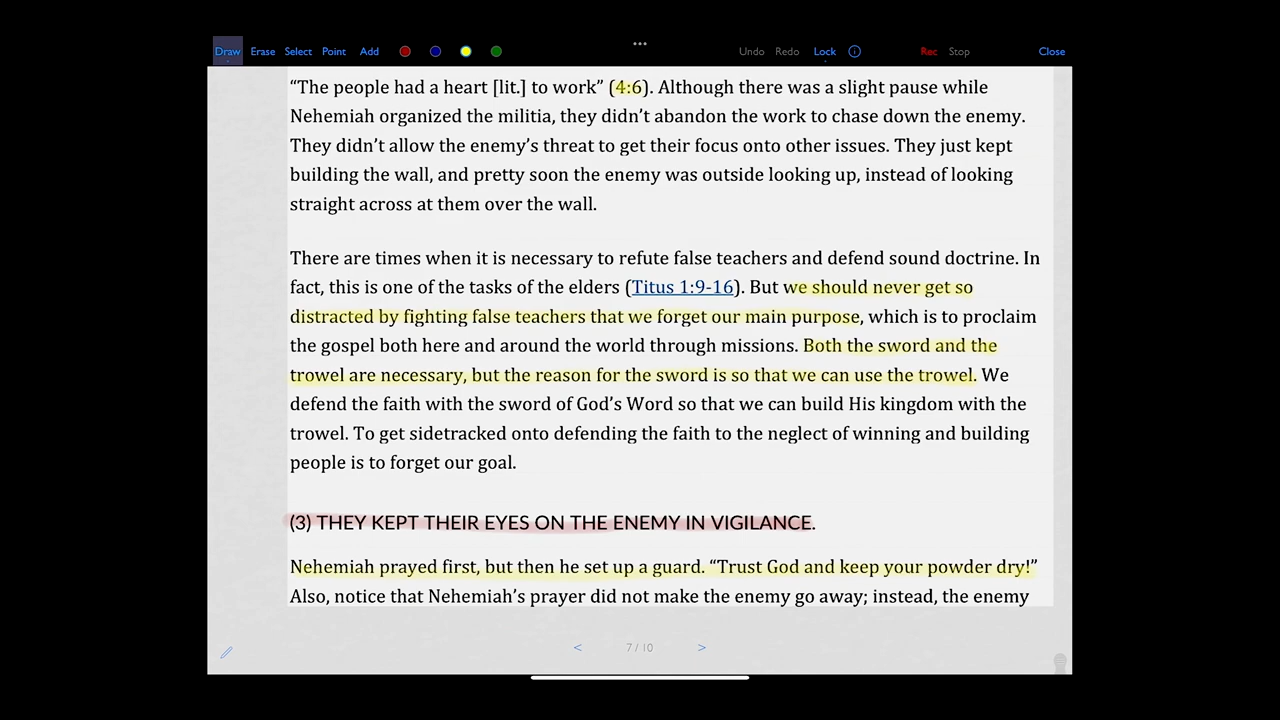 Draw Erase Select Point Add ••• Undo Redo Lock Rec Stop Close
“The people had a heart [lit.] to work” (4:6). Although there was a slight pause while
Nehemiah organized the militia, they didn’t abandon the work to chase down the enemy.
They didn’t allow the enemy’s threat to get their focus onto other issues. They just kept
building the wall, and pretty soon the enemy was outside looking up, instead of looking
straight across at them over the wall.
There are times when it is necessary to refute false teachers and defend sound doctrine. In
fact, this is one of the tasks of the elders (Titus 1:9-16). But we should never get so
distracted by fighting false teachers that we forget our main purpose, which is to proclaim
the gospel both here and around the world through missions. Both the sword and the
trowel are necessary, but the reason for the sword is so that we can use the trowel. We
defend the faith with the sword of God’s Word so that we can build His kingdom with the
trowel. To get sidetracked onto defending the faith to the neglect of winning and building
people is to forget our goal.
(3) THEY KEPT THEIR EYES ON THE ENEMY IN VIGILANCE.
Nehemiah prayed first, but then he set up a guard. “Trust God and keep your powder dry!”
Also, notice that Nehemiah’s prayer did not make the enemy go away; instead, the enemy
< 7 / 10 >